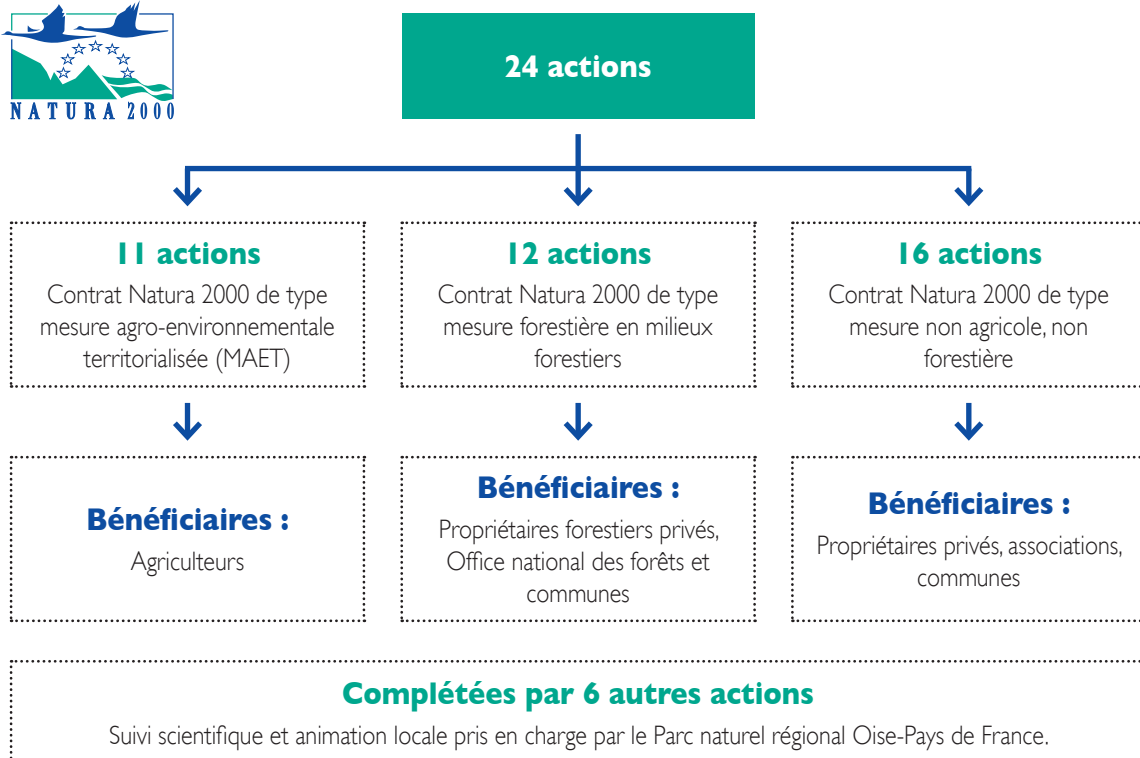 NATURA 2000
24 actions
11 actions
Contrat Natura 2000 de type
mesure agro-environnementale
territorialisée (MAET)
12 actions
Contrat Natura 2000 de type
mesure forestière en milieux
forestiers
16 actions
Contrat Natura 2000 de type
mesure non agricole, non
forestière
Bénéficiaires :
Agriculteurs
Bénéficiaires :
Propriétaires forestiers privés,
Office national des forêts et
communes
Bénéficiaires :
Propriétaires privés, associations,
communes
Complétées par 6 autres actions
Suivi scientifique et animation locale pris en charge par le Parc naturel régional Oise-Pays de France.